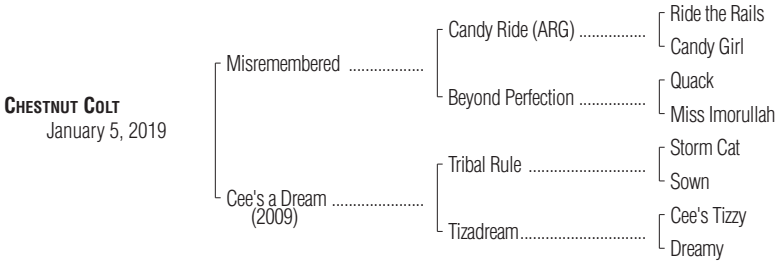 Ride the Rails
Candy Ride (ARG) ................
Candy Girl
Misremembered ..................
Quack
Beyond Perfection ................
Miss Imorullah
CHESTNUT COLT
January 5, 2019
Storm Cat
Tribal Rule ............................
Sown
Cee's a Dream ......................
(2009)
Cee's Tizzy
Tizadream..............................
Dreamy